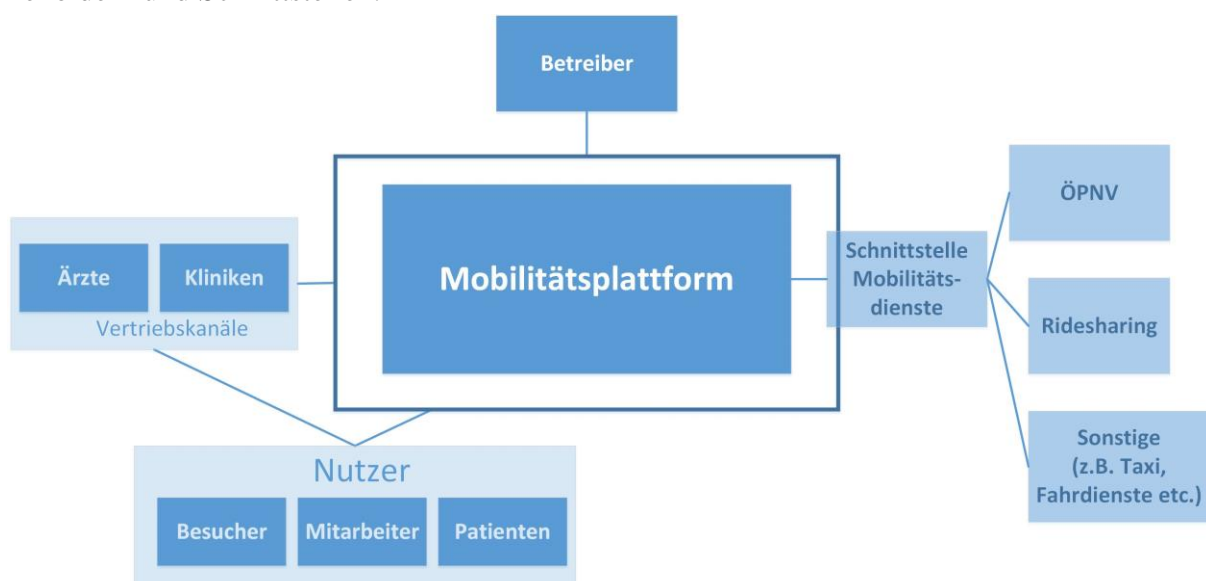 Betreiber
Mobilitätsplattform
Ärzte
Kliniken
Vertriebskanäle
Nutzer
Besucher
Mitarbeiter
Patienten
Schnittstelle
Mobilitäts-
dienste
ÖPNV
Ridesharing
Sonstige
(z.B. Taxi,
Fahrdienste etc.)